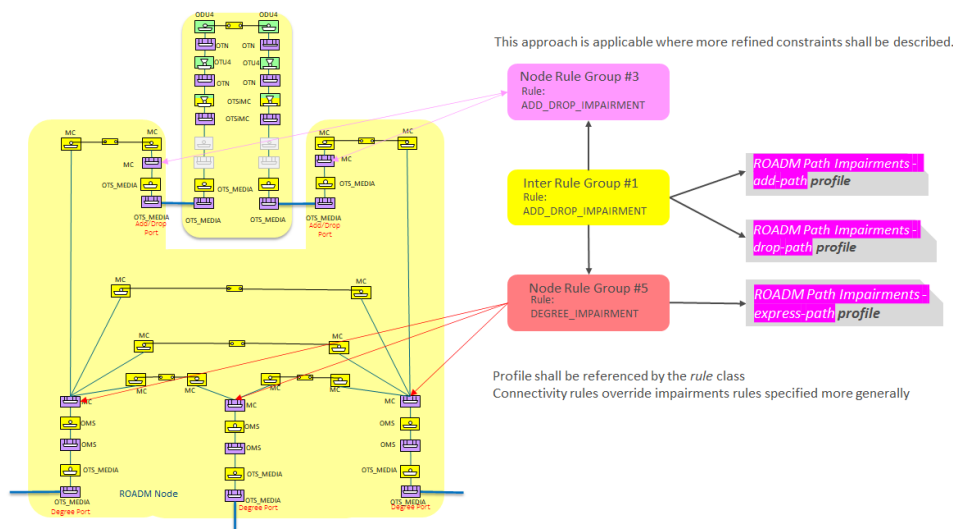 ODU4
ODU4
OTN
OTN
OTU4
OTU4
OTN
OTN
OTSiMC
OTSiMC
MC
MC
MC
MC
MC
MC
OTS_MEDIA
OTS_MEDIA
OTS_MEDIA
OTS_MEDIA
OTS_MEDIA
OTS_MEDIA
OTS_MEDIA
OTS_MEDIA
Add/Drop
Port
Add/Drop
Port
MC
MC
MC
MC
MC
MC
MC
MC
MC
MC
MC
OMS
OMS
OMS
OMS
OMS
OMS
OTS_MEDIA
OTS_MEDIA
OTS_MEDIA
OTS_MEDIA
Degree Port
ROADM Node
OTS_MEDIA
Degree Port
OTS_MEDIA
Degree Port
This approach is applicable where more refined constraints shall be described.
Node Rule Group #3
Rule:
ADD_DROP_IMPAIRMENT
Inter Rule Group #1
Rule:
ADD_DROP_IMPAIRMENT
Node Rule Group #5
Rule:
DEGREE_IMPAIRMENT
ROADM Path Impairments -
add-path profile
ROADM Path Impairments -
drop-path profile
ROADM Path Impairments -
express-path profile
Profile shall be referenced by the rule class
Connectivity rules override impairments rules specified more generally